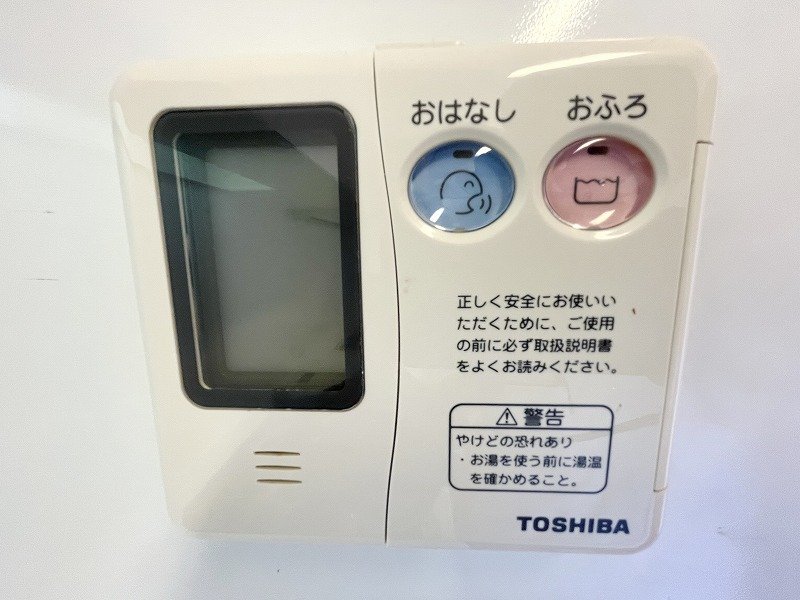 おはなし おふろ
正しく安全にお使いい
ただくために、ご使用
の前に必ず取扱説明書
をよくお読みください。
警告
やけどの恐れあり
・お湯を使う前に湯温
を確かめること。
TOSHIBA